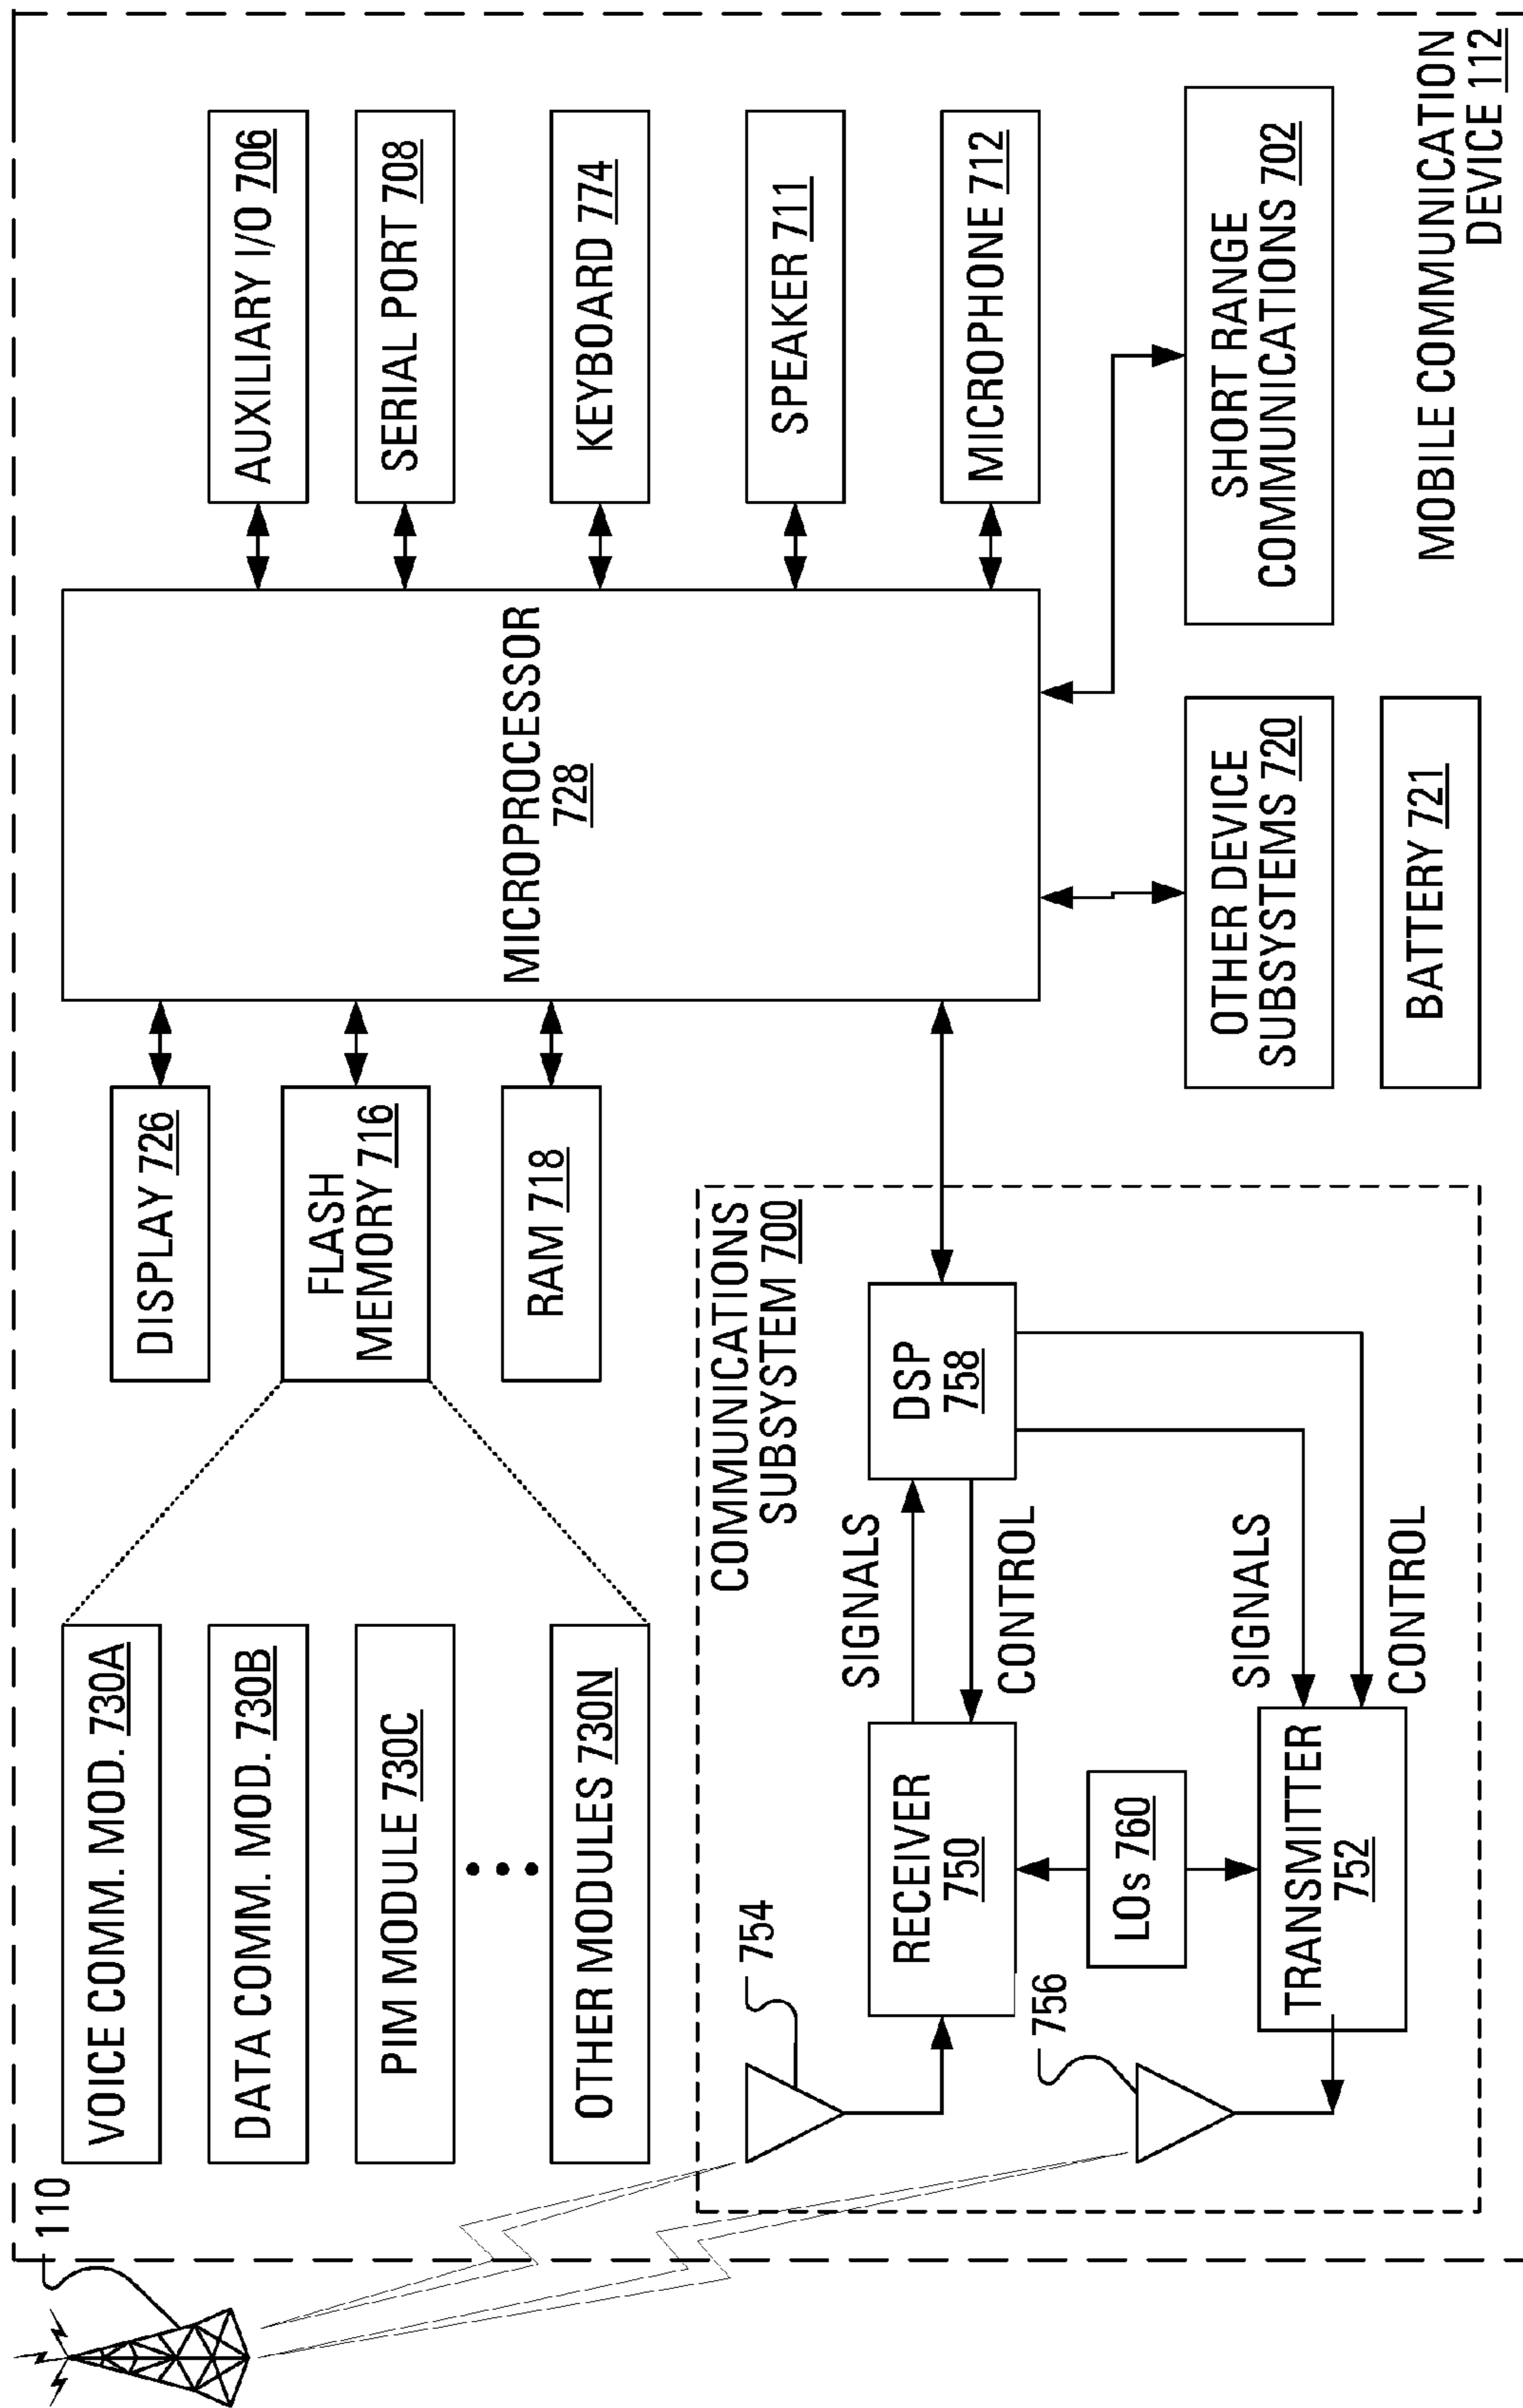 110
VOICE COMM. MOD. 730A
DATA COMM. MOD. 730B
PIM MODULE 730C
OTHER MODULES 730N
DISPLAY 726
FLASH
MEMORY 716
RAM 718
MICROPROCESSOR
728
AUXILIARY I/O 706
SERIAL PORT 708
KEYBOARD 774
SPEAKER 711
MICROPHONE 712
COMMUNICATIONS
SUBSYSTEM 700
754
SIGNALS
RECEIVER
750
DSP
758
CONTROL
756
LOs 760
SIGNALS
TRANSMITTER
752
CONTROL
OTHER DEVICE
SUBSYSTEMS 720
SHORT RANGE
COMMUNICATIONS 702
BATTERY 721
MOBILE COMMUNICATION
DEVICE 112